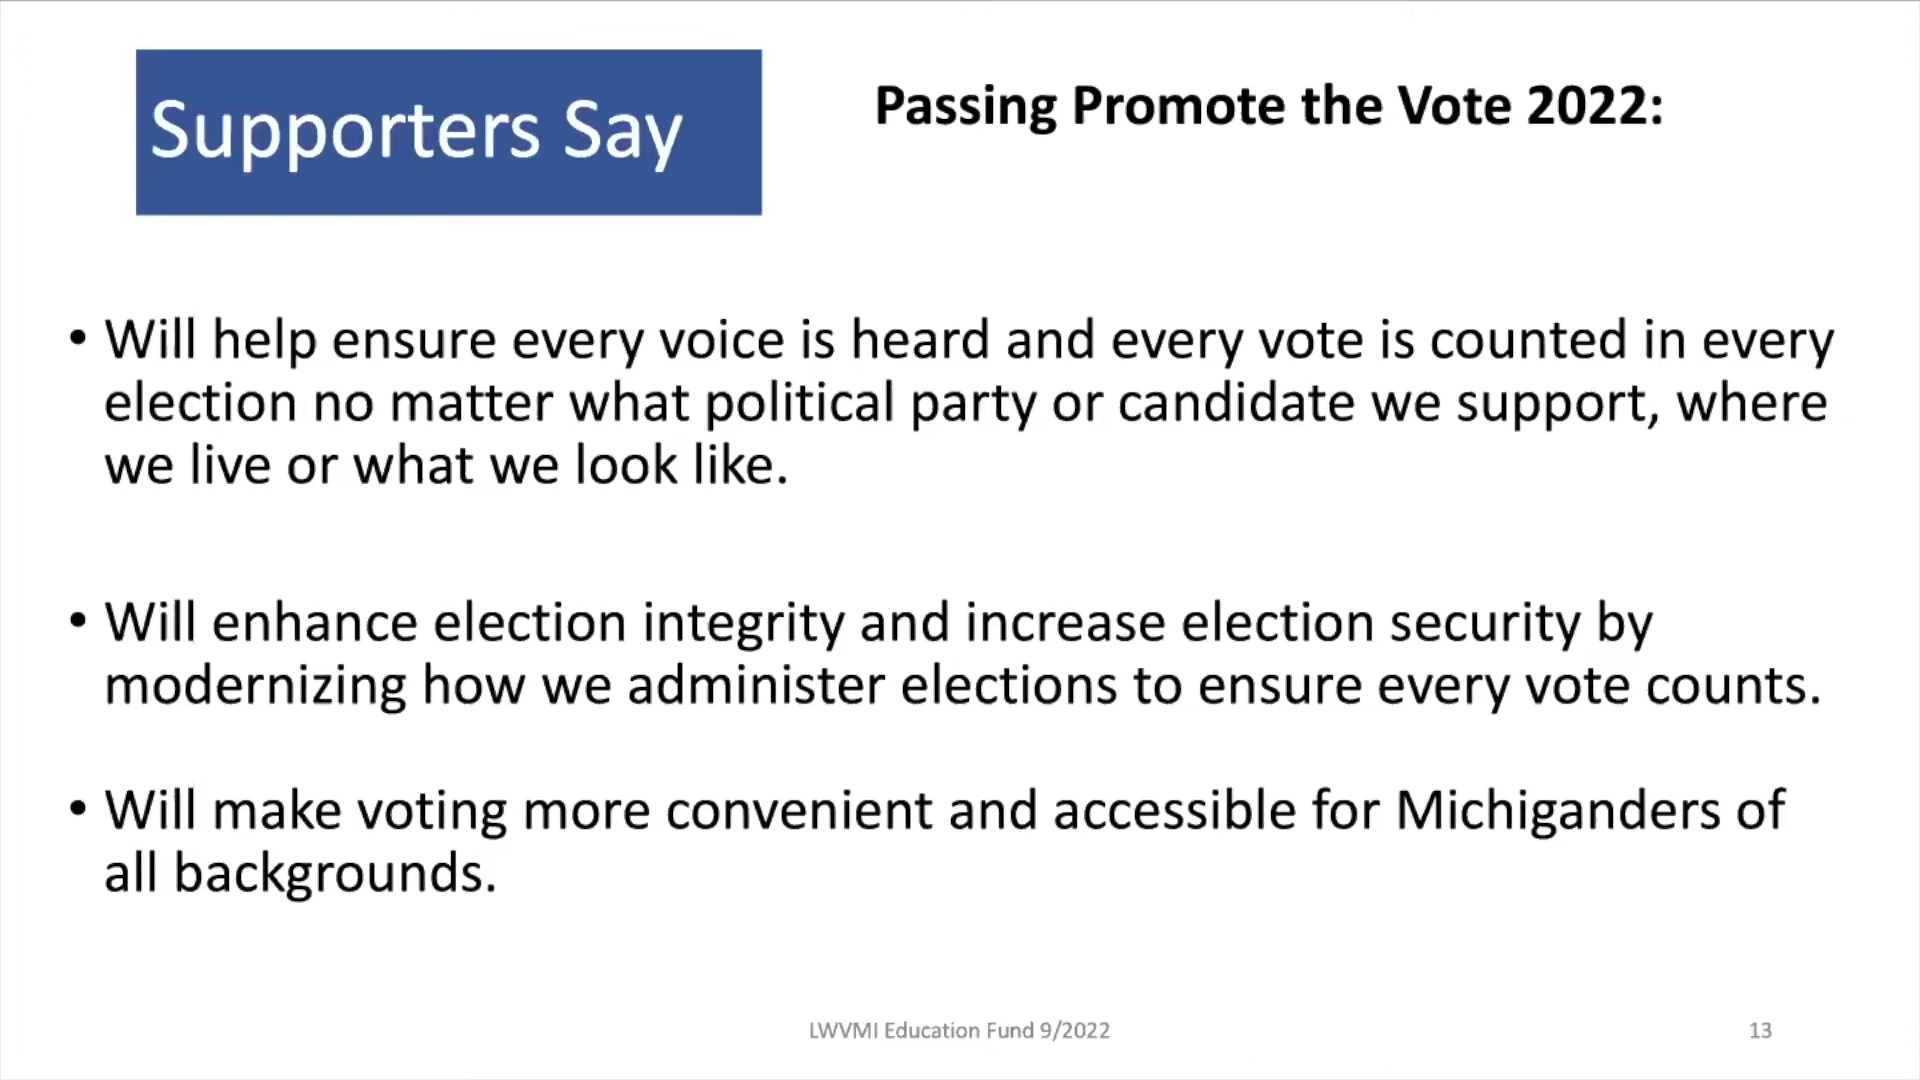 Supporters Say
Passing Promote the Vote 2022:
• Will help ensure every voice is heard and every vote is counted in every
election no matter what political party or candidate we support, where
we live or what we look like.
• Will enhance election integrity and increase election security by
modernizing how we administer elections to ensure every vote counts.
• Will make voting more convenient and accessible for Michiganders of
all backgrounds.
LWVMI Education Fund 9/2022
13